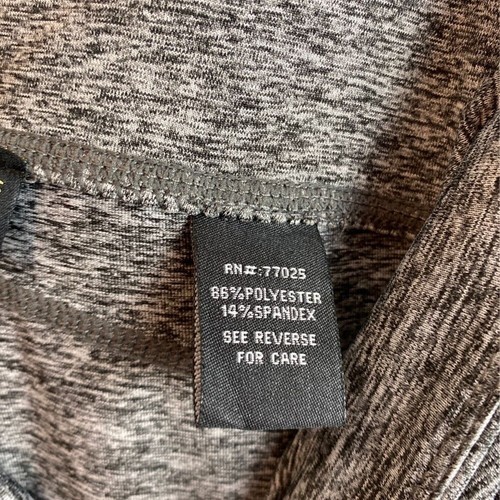 RN#:77025
86%POLYESTER
14%SPANDEX
SEE REVERSE
FOR CARE